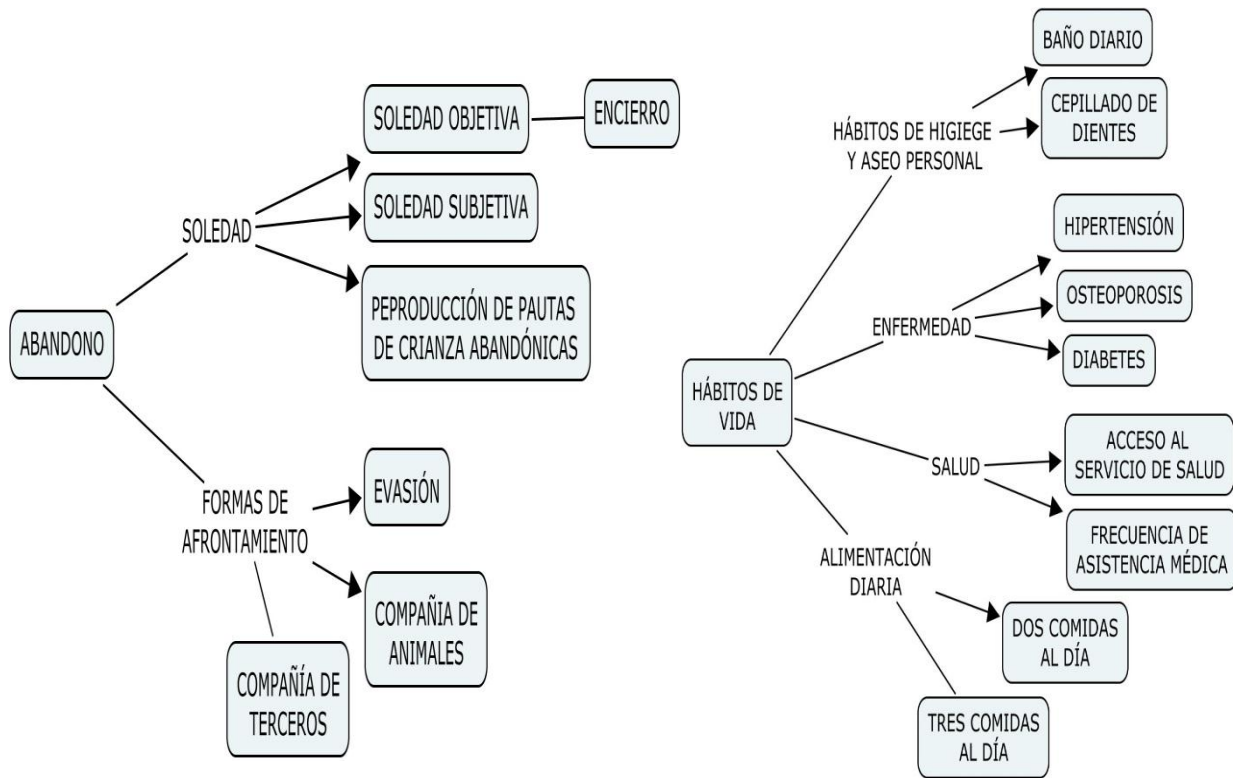 ABANDONO
SOLEDAD
SOLEDAD OBJETIVA
ENCIERRO
SOLEDAD SUBJETIVA
PEPRODUCCIÓN DE PAUTAS
DE CRIANZA ABANDÓNICAS
FORMAS DE
AFRONTAMIENTO
EVASIÓN
COMPAÑIA DE
ANIMALES
COMPAÑÍA DE
TERCEROS
HÁBITOS DE
VIDA
HÁBITOS DE HIGIEGE
Y ASEO PERSONAL
BAÑO DIARIO
CEPILLADO DE
DIENTES
ENFERMEDAD
HIPERTENSIÓN
OSTEOPOROSIS
DIABETES
SALUD
ACCESO AL
SERVICIO DE SALUD
FRECUENCIA DE
ASISTENCIA MÉDICA
ALIMENTACIÓN
DIARIA
DOS COMIDAS
AL DÍA
TRES COMIDAS
AL DÍA